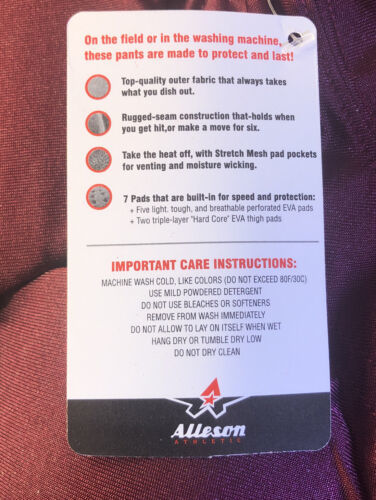 On the field or in the washing machine,
these pants are made to protect and last!
Top-quality outer fabric that always takes
what you dish out.
Rugged-seam construction that-holds when
you get hit,or make a move for six.
Take the heat off, with Stretch Mesh pad pockets
for venting and moisture wicking.
7 Pads that are built-in for speed and protection:
+ Five light, tough, and breathable perforated EVA pads
+ Two triple-layer "Hard Core" EVA thigh pads
IMPORTANT CARE INSTRUCTIONS:
MACHINE WASH COLD, LIKE COLORS (DO NOT EXCEED 80F/30C)
USE MILD POWDERED DETERGENT
DO NOT USE BLEACHES OR SOFTENERS
REMOVE FROM WASH IMMEDIATELY
DO NOT ALLOW TO LAY ON ITSELF WHEN WET
HANG DRY OR TUMBLE DRY LOW
DO NOT DRY CLEAN
Alleson
ATHLETIC